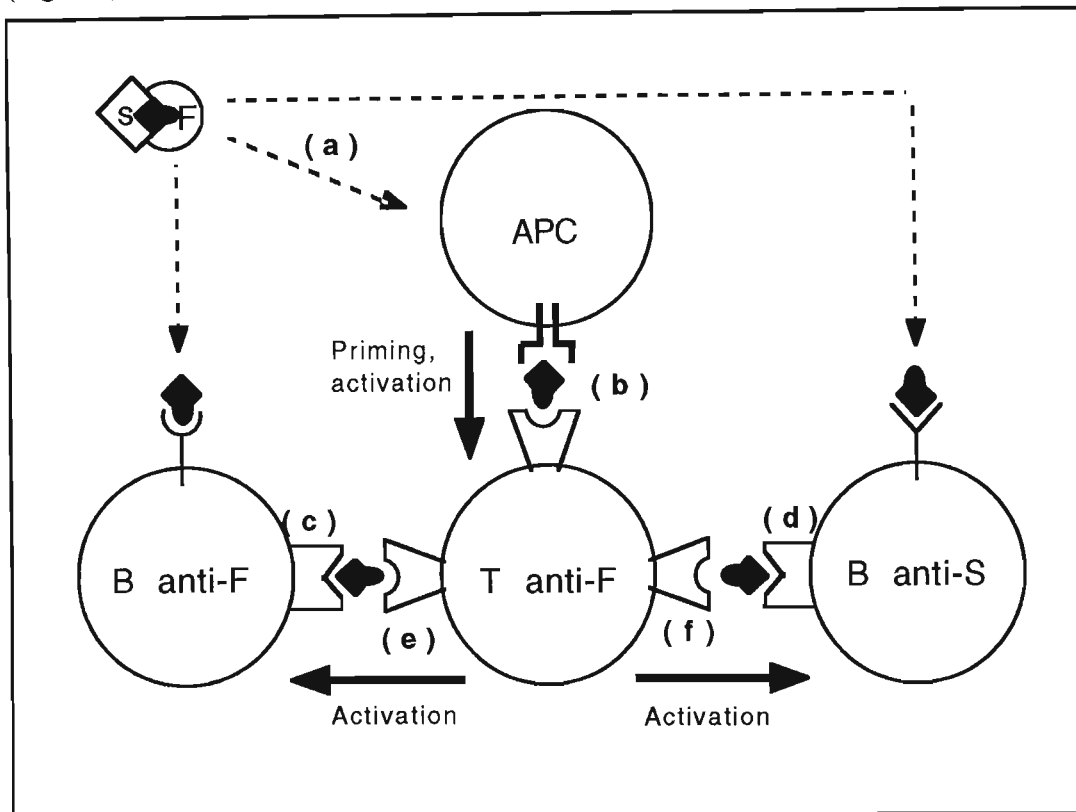 S F
( a )
APC
Priming,
activation
( b )
( c )
( d )
B anti-F
T anti-F
B anti-S
( e )
( f )
Activation
Activation